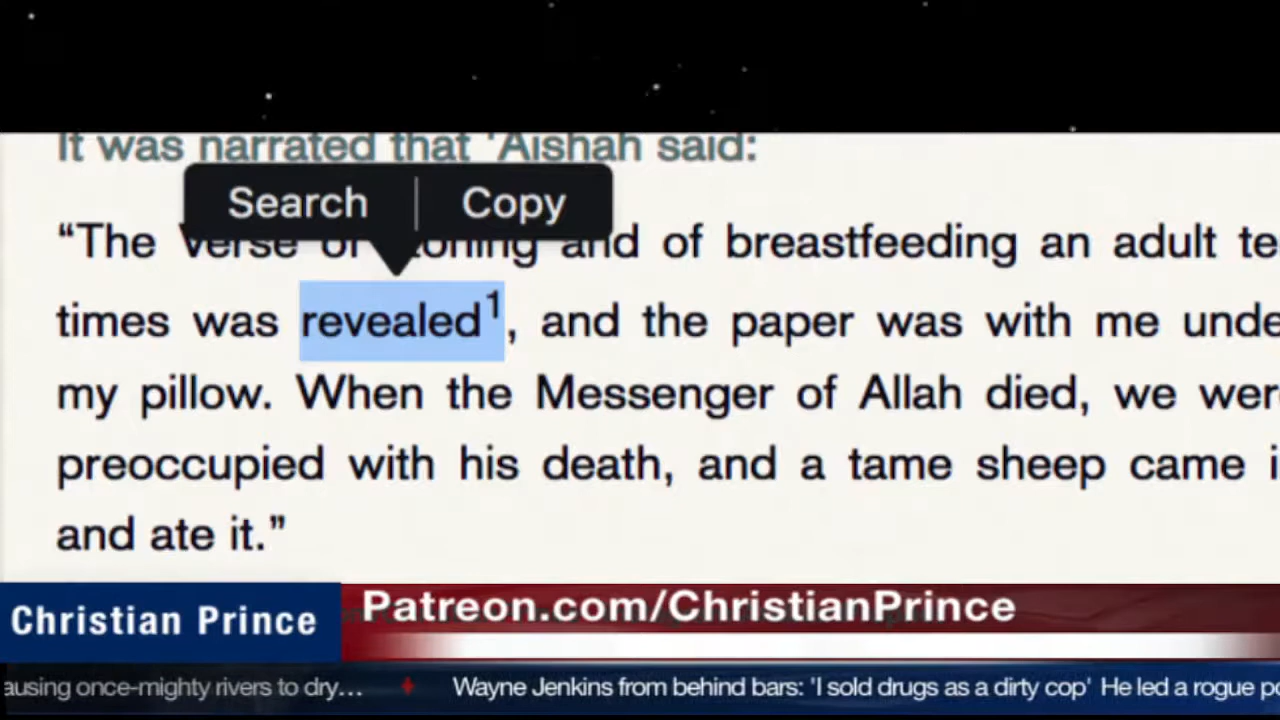 It was narrated that 'Aishah said:
Search Copy
“The Verse of stoning and of breastfeeding an adult te
times was revealed¹, and the paper was with me unde
my pillow. When the Messenger of Allah died, we wer
preoccupied with his death, and a tame sheep came i
and ate it.”
Christian Prince
Patreon.com/ChristianPrince
ausing once-mighty rivers to dry... ♦ Wayne Jenkins from behind bars: 'I sold drugs as a dirty cop' He led a rogue po